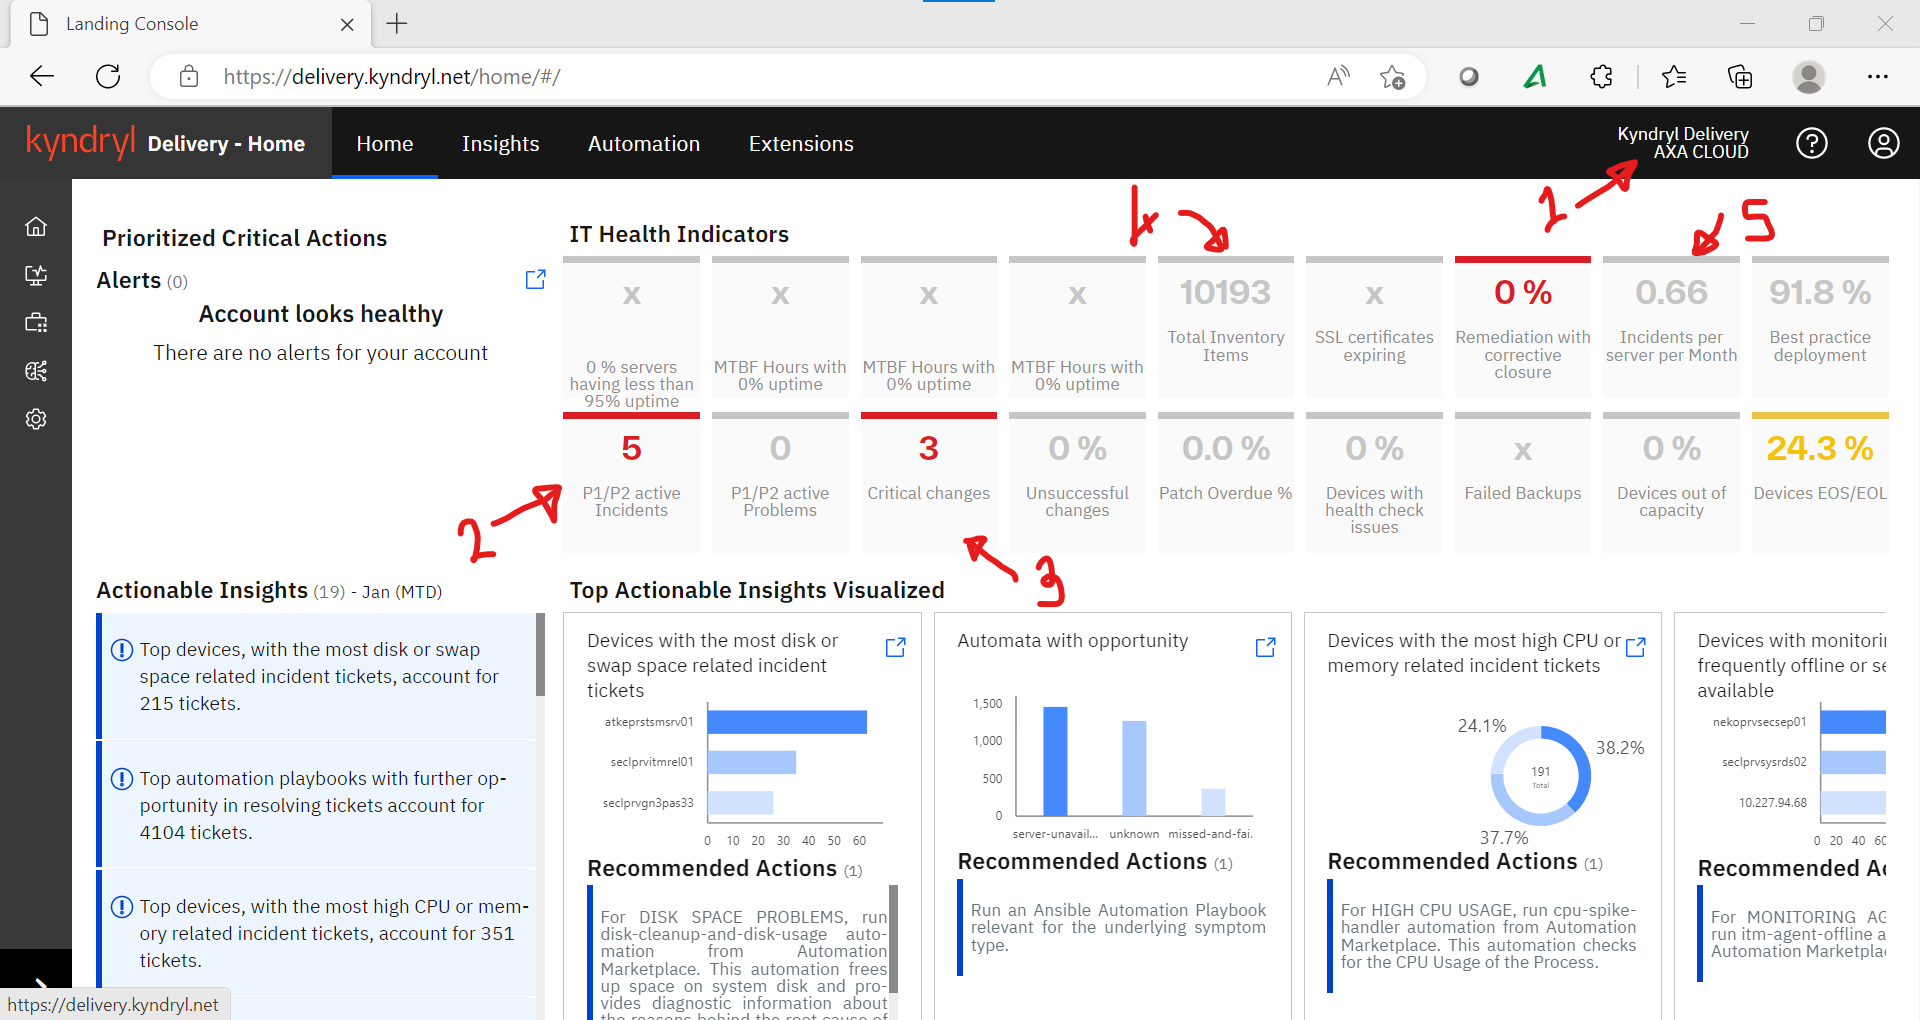 Landing Console
https://delivery.kyndryl.net/home/#/
kyndryl Delivery - Home
Home
Insights
Automation
Extensions
Kyndryl Delivery
AXA CLOUD
1
4
5
Prioritized Critical Actions
Alerts (0)
Account looks healthy
There are no alerts for your account
IT Health Indicators
x
0 % servers
having less than
95% uptime
x
MTBF Hours with
0% uptime
x
MTBF Hours with
0% uptime
x
MTBF Hours with
0% uptime
10193
Total Inventory
Items
x
SSL certificates
expiring
0 %
Remediation with
corrective
closure
0.66
Incidents per
server per Month
91.8 %
Best practice
deployment
5
P1/P2 active
Incidents
0
P1/P2 active
Problems
3
Critical changes
0 %
Unsuccessful
changes
0.0 %
Patch Overdue %
0 %
Devices with
health check
issues
x
Failed Backups
0 %
Devices out of
capacity
24.3 %
Devices EOS/EOL
2
3
Actionable Insights (19) - Jan (MTD)
Top devices, with the most disk or swap
space related incident tickets, account for
215 tickets.
Top automation playbooks with further op-
portunity in resolving tickets account for
4104 tickets.
Top devices, with the most high CPU or mem-
ory related incident tickets, account for 351
tickets.
Top Actionable Insights Visualized
Devices with the most disk or
swap space related incident
tickets
atkeprstsmsrv01
seclprvitmrel01
seclprvgn3pas33
0 10 20 30 40 50 60
Recommended Actions (1)
For DISK SPACE PROBLEMS, run
disk-cleanup-and-disk-usage auto-
mation from Automation
Marketplace. This automation frees
up space on system disk and pro-
vides diagnostic information about
the reasons behind the root cause of
Automata with opportunity
1,500
1,000
500
0
server-unavail... unknown missed-and-fai.
Recommended Actions (1)
Run an Ansible Automation Playbook
relevant for the underlying symptom
type.
Devices with the most high CPU or
memory related incident tickets
24.1%
38.2%
191
Total
37.7%
Recommended Actions (1)
For HIGH CPU USAGE, run cpu-spike-
handler automation from Automation
Marketplace. This automation checks
for the CPU Usage of the Process.
Devices with monitorin
frequently offline or se
available
nekoprvsecsep01
seclprvsysrds02
10.227.94.68
0 20 40 60
Recommended Ac
For MONITORING AG
run itm-agent-offline a
Automation Marketplac
https://delivery.kyndryl.net